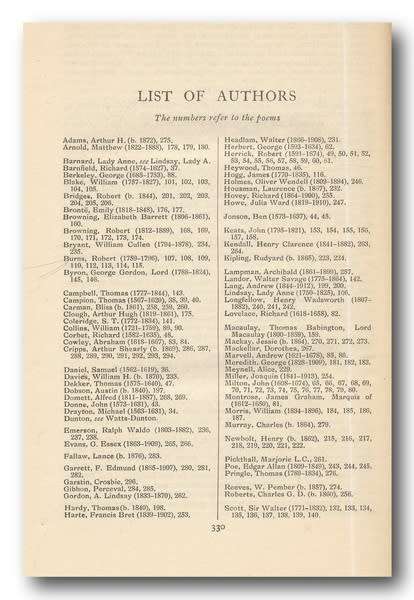 LIST OF AUTHORS
The numbers refer to the poems
Adams, Arthur H. (b. 1872), 275.
Arnold, Matthew (1822-1888), 178, 179, 180.
Barnard, Lady Anne, see Lindsay, Lady A.
Barnfield, Richard (1574-1627), 37.
Berkeley, George (1685-1753), 88.
Blake, William (1757-1827), 101, 102, 103,
104, 105.
Bridges, Robert (b. 1844), 201, 202, 203,
204, 205, 206.
Brontë, Emily (1818-1848), 176, 177.
Browning, Elizabeth Barrett (1806-1861),
160.
Browning, Robert (1812-1889), 168, 169,
170, 171, 172, 173, 174.
Bryant, William Cullen (1794-1878), 234,
235.
Burns, Robert (1759-1796), 107, 108, 109,
110, 112, 113, 114, 115.
Byron, George Gordon, Lord (1788-1824),
145, 146.
Campbell, Thomas (1777-1844), 143.
Campion, Thomas (1567-1620), 38, 39, 40.
Carman, Bliss (b. 1861), 258, 259, 260.
Clough, Arthur Hugh (1819-1861), 175.
Coleridge, S. T. (1772-1834), 141.
Collins, William (1721-1759), 89, 90.
Corbet, Richard (1582-1635), 48.
Cowley, Abraham (1618-1667), 83, 84.
Cripps, Arthur Shearly (b. 1869), 286, 287,
288, 289, 290, 291, 292, 293, 294.
Daniel, Samuel (1562-1619), 36.
Davies, William H. (b. 1870), 233.
Dekker, Thomas (1575-1640), 47.
Dobson, Austin (b. 1840), 197.
Domett, Alfred (1811-1887), 268, 269.
Donne, John (1573-1631), 43.
Drayton, Michael (1563-1631), 34.
Dunton, see Watts-Dunton.
Emerson, Ralph Waldo (1803-1882), 236,
237, 238.
Evans, G. Essex (1863-1909), 265, 266.
Fallaw, Lance (b. 1876), 283.
Garrett, F. Edmund (1865-1907), 280, 281,
282.
Garstin, Crosbie, 296.
Gibbon, Perceval, 284, 285.
Gordon, A. Lindsay (1833-1870), 262.
Hardy, Thomas (b. 1840), 198.
Harte, Francis Bret (1839-1902), 253.
Headlam, Walter (1866-1908), 231.
Herbert, George (1593-1634), 62.
Herrick, Robert (1591-1674), 49, 50, 51, 52,
53, 54, 55, 56, 57, 58, 59, 60, 61.
Heywood, Thomas, 46.
Hogg, James (1770-1835), 116.
Holmes, Oliver Wendell (1809-1894), 246.
Housman, Laurence (b. 1867), 232.
Hovey, Richard (1864-1900), 255.
Howe, Julia Ward (1819-1910), 247.
Jonson, Ben (1573-1637), 44, 45.
Keats, John (1795-1821), 153, 154, 155, 156,
157, 158.
Kendall, Henry Clarence (1841-1882), 263,
264.
Kipling, Rudyard (b. 1865), 223, 224.
Lampman, Archibald (1861-1899), 257.
Landor, Walter Savage (1775-1864), 142.
Lang, Andrew (1844-1912), 199, 200.
Lindsay, Lady Anne (1750-1825), 106.
Longfellow, Henry Wadsworth (1807-
1882), 240, 241, 242.
Lovelace, Richard (1618-1658), 82.
Macaulay, Thomas Babington, Lord
Macaulay (1800-1859), 159.
Mackay, Jessie (b. 1864), 270, 271, 272, 273.
Mackellar, Dorothea, 267.
Marvell, Andrew (1621-1678), 85, 86.
Meredith, George (1828-1909), 181, 182, 183.
Meynell, Alice, 229.
Miller, Joaquin (1841-1913), 254.
Milton, John (1608-1674), 65, 66, 67, 68, 69,
70, 71, 72, 73, 74, 75, 76, 77, 78, 79, 80.
Montrose, James Graham, Marquis of
(1612-1650), 81.
Morris, William (1834-1896), 184, 185, 186,
187.
Murray, Charles (b. 1864), 279.
Newbolt, Henry (b. 1862), 215, 216, 217,
218, 219, 220, 221, 222.
Pickthall, Marjorie L.C., 261.
Poe, Edgar Allan (1809-1849), 243, 244, 245.
Pringle, Thomas (1789-1834), 276.
Reeves, W. Pember (b. 1857), 274.
Roberts, Charles G. D. (b. 1860), 256.
Scott, Sir Walter (1771-1832), 132, 133, 134,
135, 136, 137, 138, 139, 140.
330